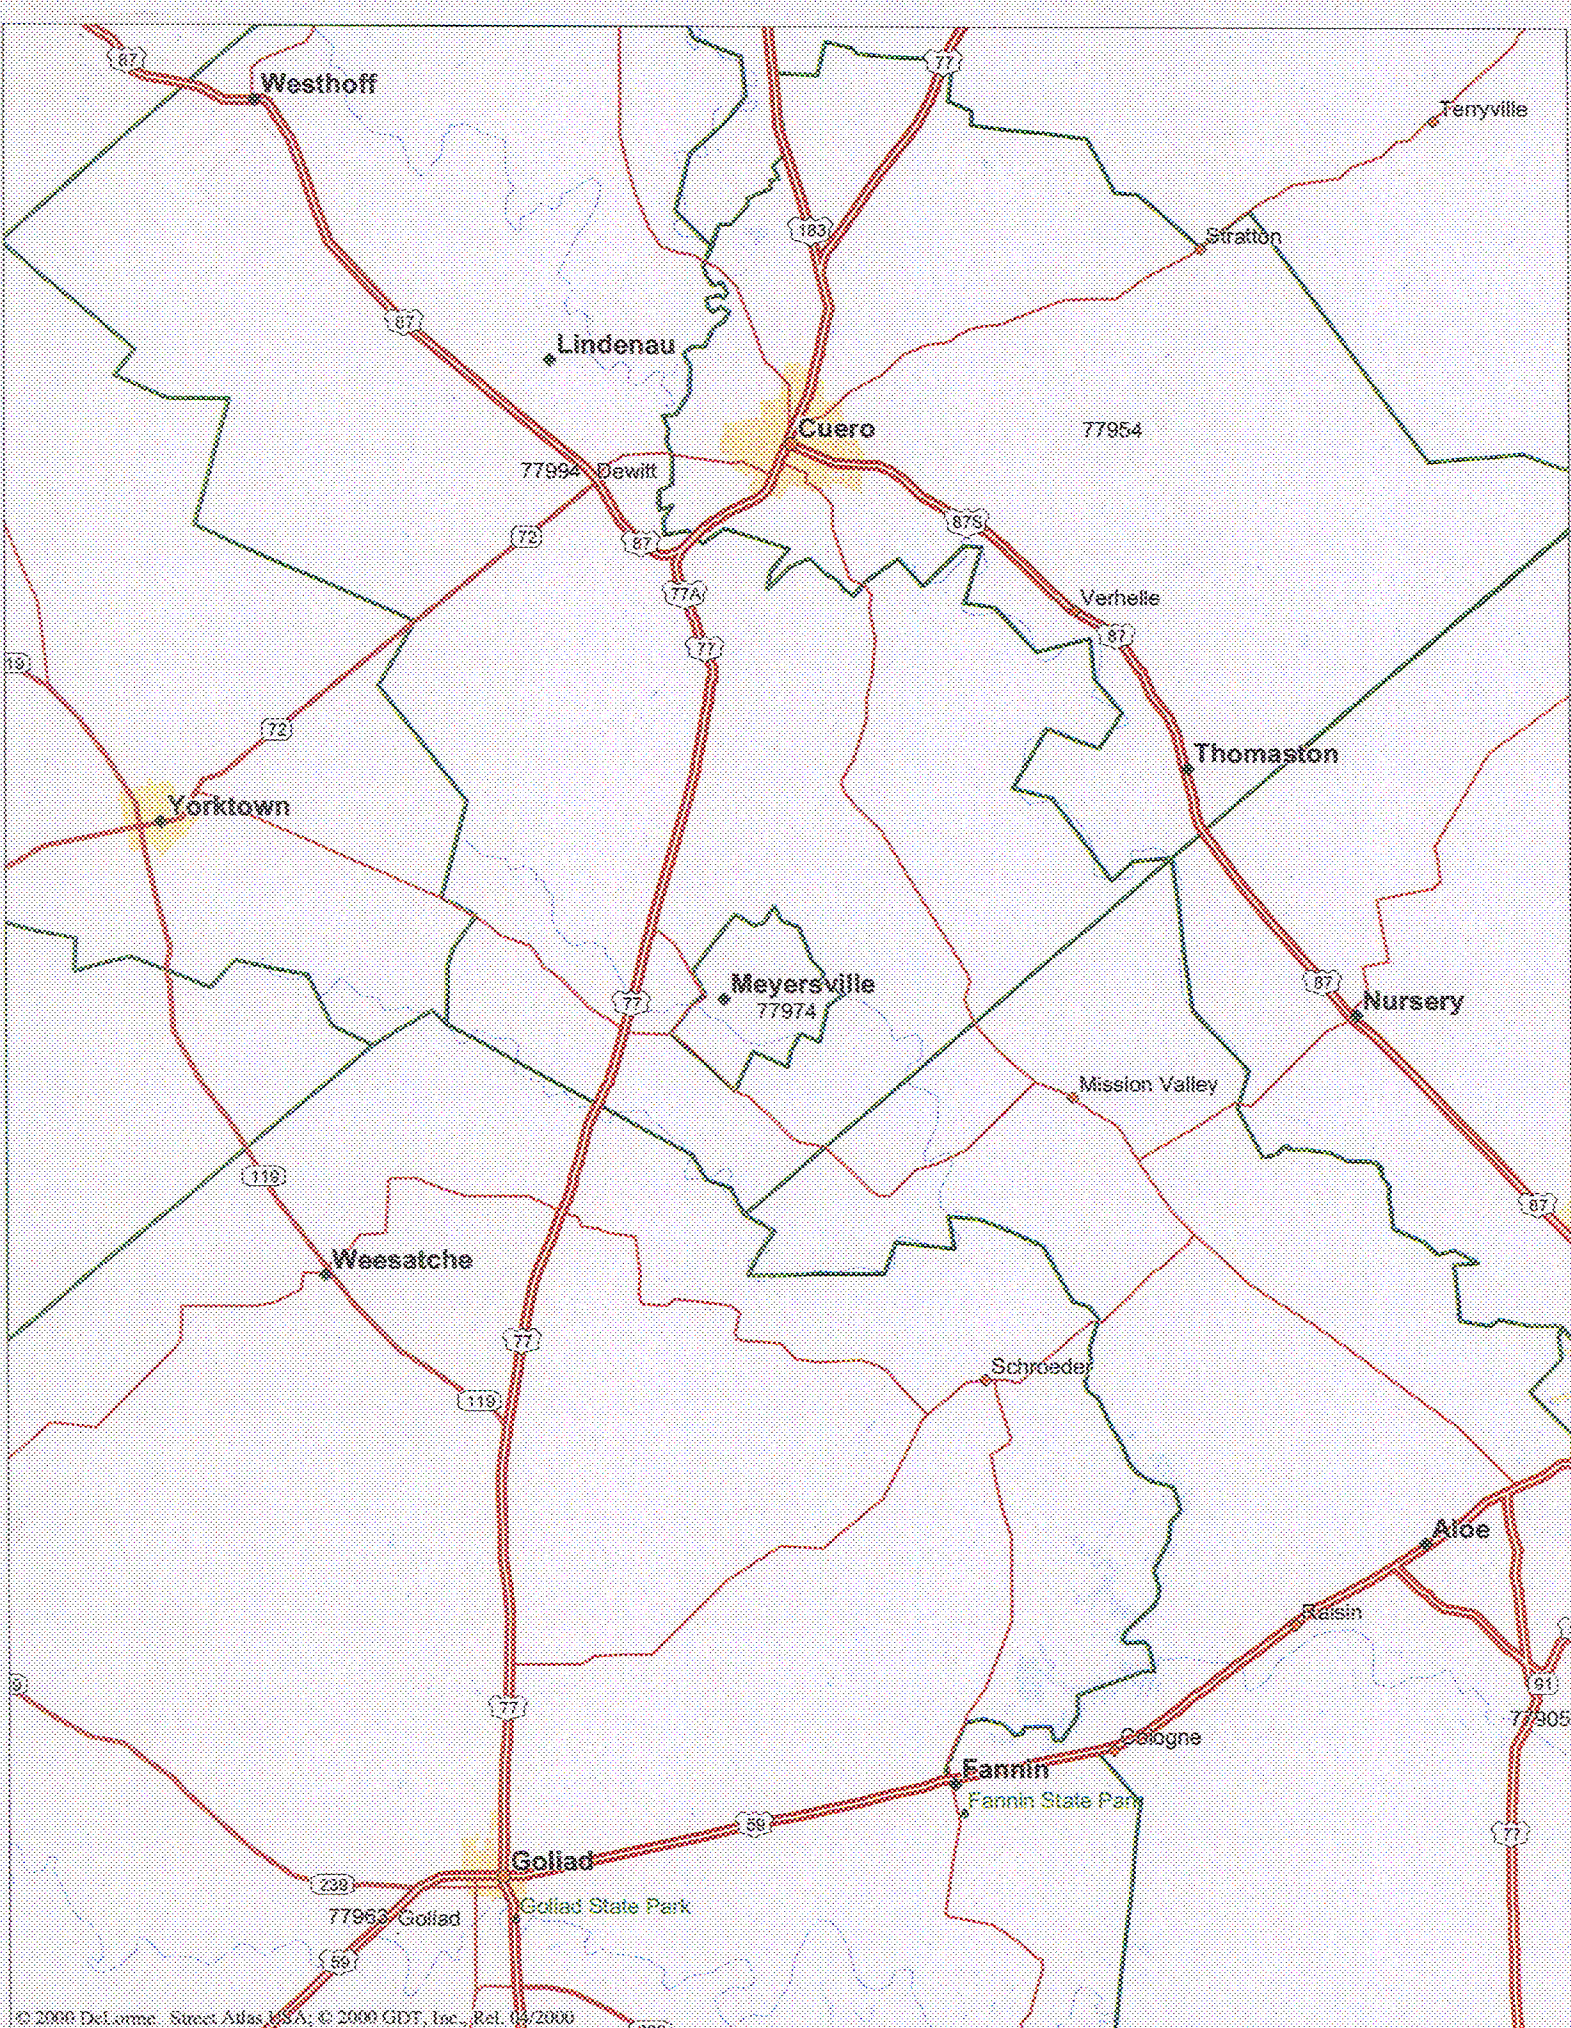 87
77
Westhoff
Terryville
183
Stratton
87
Lindenau
Cuero
77954
77994 Dewitt
87S
72
87
77A
Verhelle
87
77
19
72
Thomaston
Yorktown
87
Meyersville
77
Nursery
77974
Mission Valley
119
87
Weesatche
77
Schroeder
119
Aloe
Raisin
9
91
77
77905
Cologne
Fannin
Fannin State Park
59
77
Goliad
239
Goliad State Park
77963 Goliad
59
© 2000 DeLorme. Street Atlas USA; © 2000 GDT, Inc., Rel. 04/2000